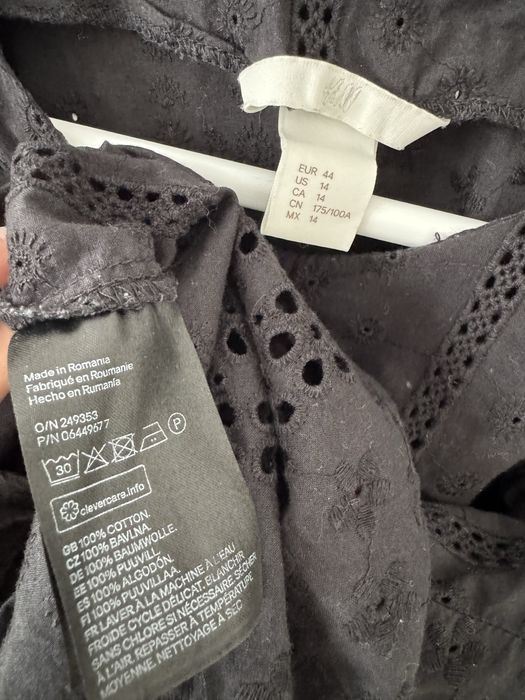 H&M
EUR 44
US 14
CA 14
CN 175/100A
MX 14
Made in Romania
Fabriqué en Roumanie
Hecho en Rumanía
O/N 249353
P/N 06449677
30
P
clevercare.info
GB 100% COTTON.
CZ 100% BAVLNA.
DE 100% BAUMWOLLE.
EE 100% PUUVILL.
ES 100% ALGODÓN.
FI 100% PUUVILLAA.
FR LAVER À LA MACHINE À L'EAU
FROIDE CYCLE DÉLICAT. BLANCHIR
SANS CHLORE SI NÉCESSAIRE. SÉCHER
À L'AIR. REPASSER À TEMPÉRATURE
MOYENNE. NETTOYAGE À SEC